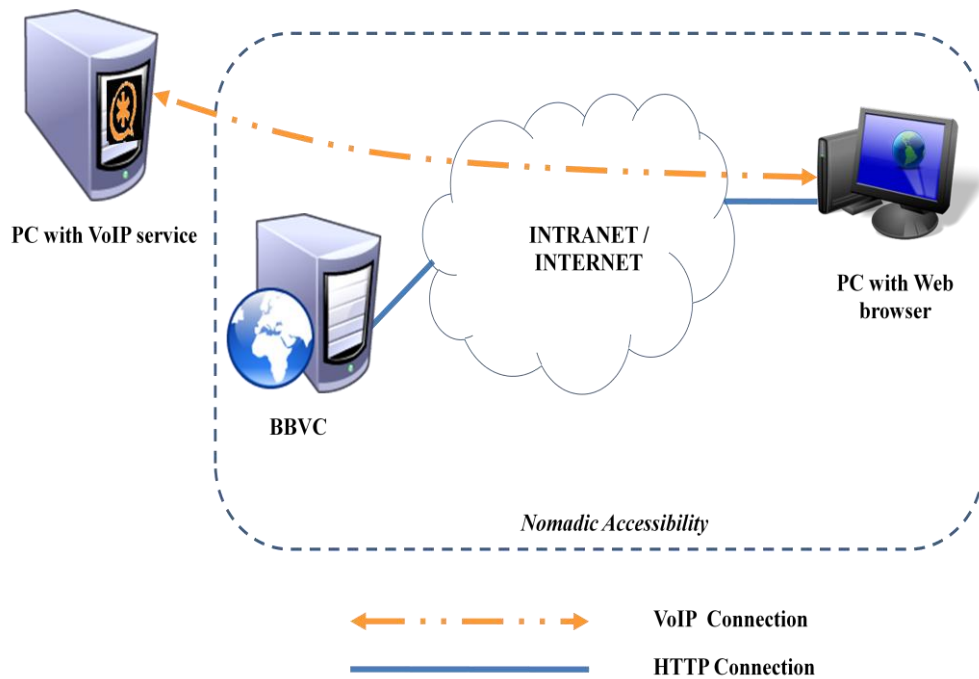 PC with VoIP service
INTRANET /
INTERNET
PC with Web
browser
BBVC
Nomadic Accessibility
VoIP Connection
HTTP Connection